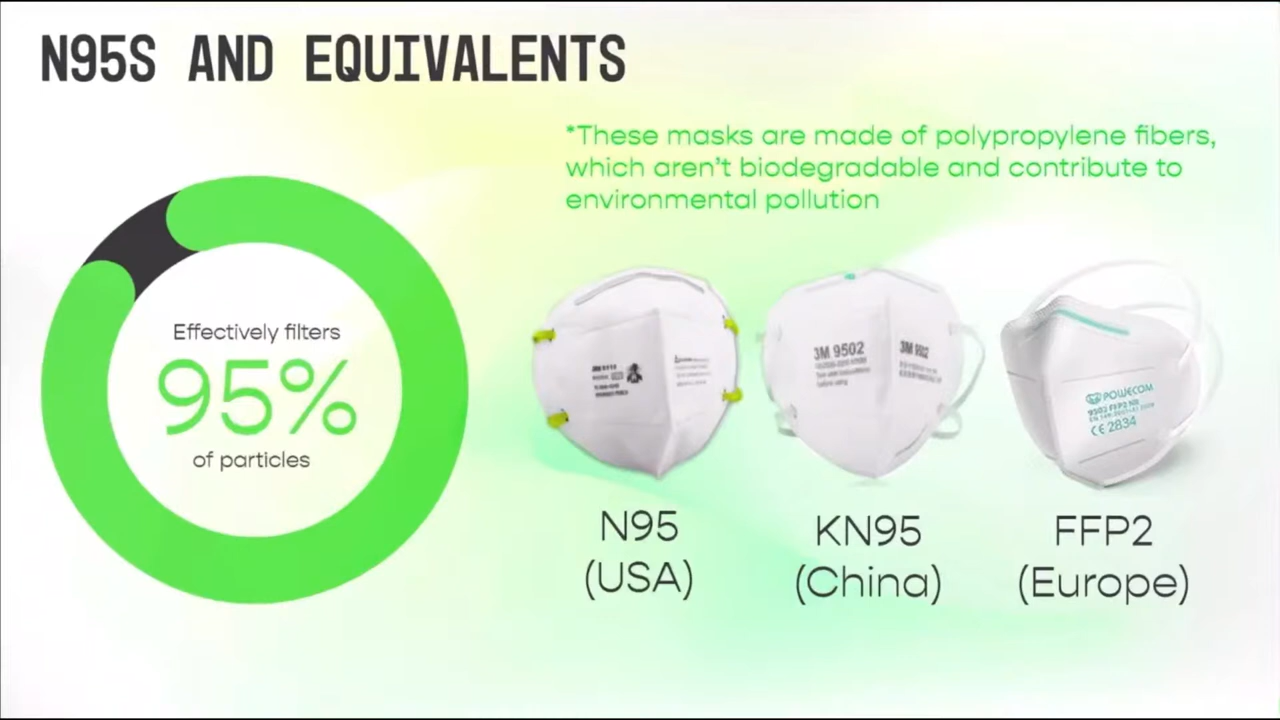 N95S AND EQUIVALENTS
*These masks are made of polypropylene fibers,
which aren't biodegradable and contribute to
environmental pollution
Effectively filters
95%
of particles
3M 9502
3M 9502
POWECOM
CE 2834
N95
(USA)
KN95
(China)
FFP2
(Europe)